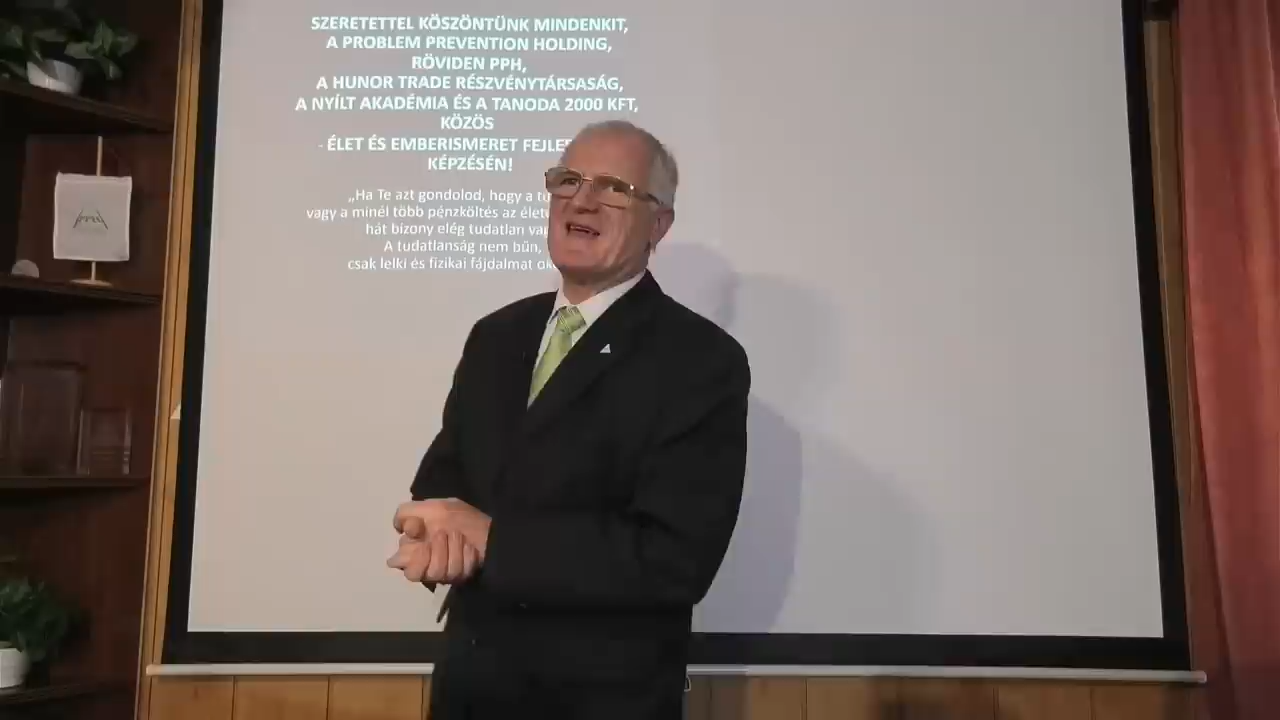 SZERETETTEL KÖSZÖNTÜNK MINDENKIT,
A PROBLEM PREVENTION HOLDING,
RÖVIDEN PPH,
A HUNOR TRADE RÉSZVÉNYTÁRSASÁG,
A NYÍLT AKADÉMIA ÉS A TANODA 2000 KFT,
KÖZÖS
- ÉLET ÉS EMBERISMERET
KÉPZÉSÉN!
„Ha Te azt gondolod, hogy a
vagy a minél több pénzköltés az
hát bizony elég tudatlan
A tudatlanság nem bűn,
csak lelki és fizikai fájdalmat